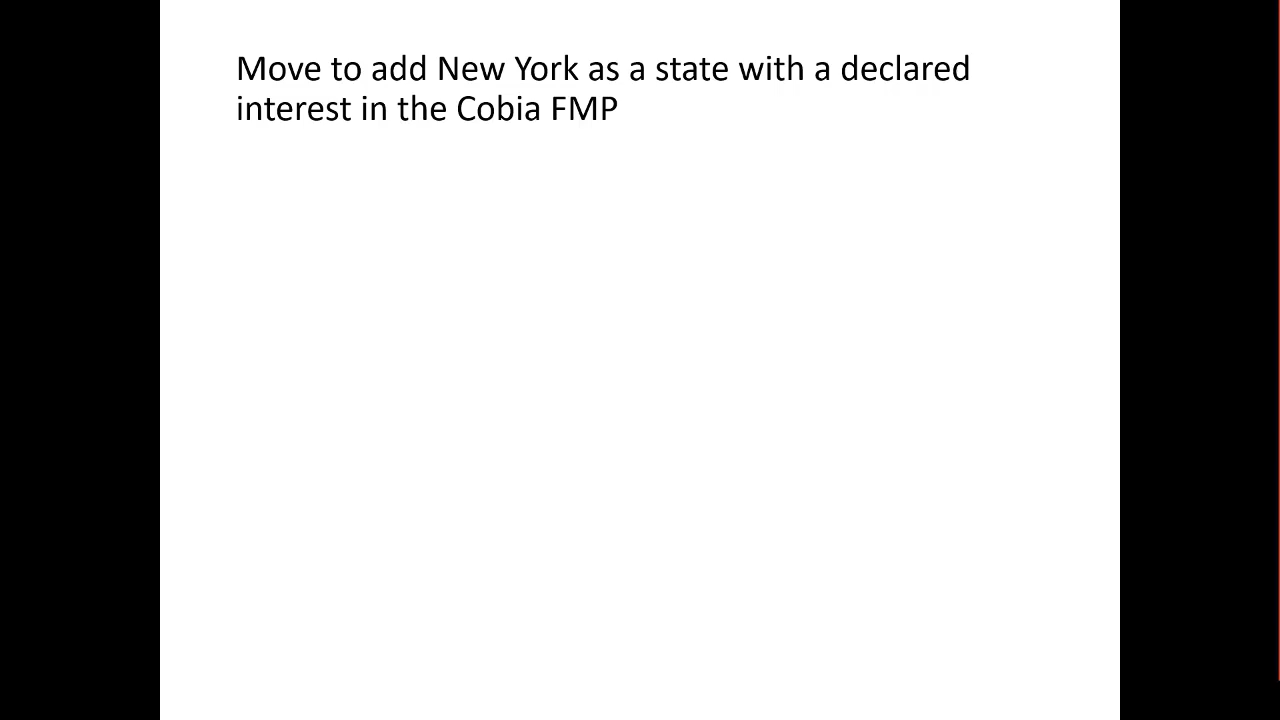 Move to add New York as a state with a declared
interest in the Cobia FMP